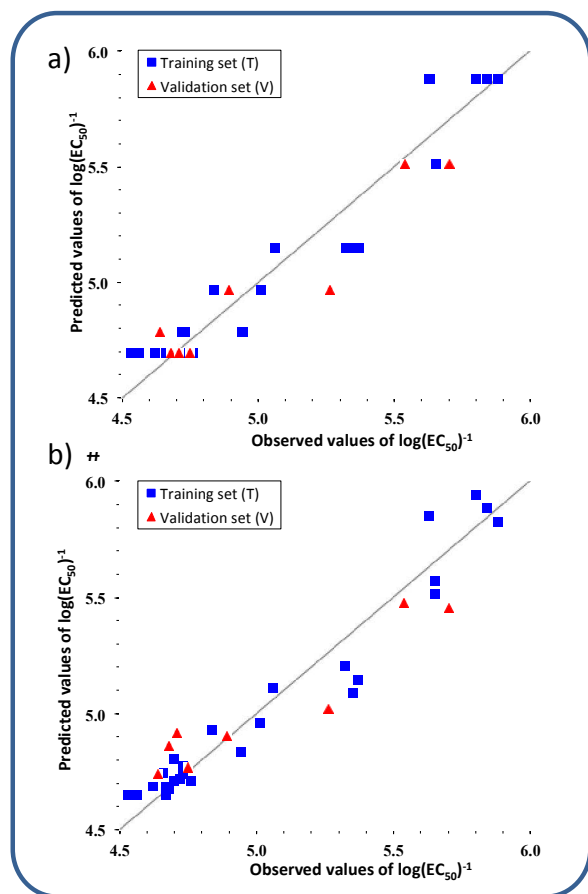 a)
6.0
Training set (T)
Validation set (V)
5.5
5.0
4.5
Predicted values of log(EC50)-1
4.5 5.0 5.5 6.0
Observed values of log(EC50)-1
b)
6.0
Training set (T)
Validation set (V)
5.5
5.0
4.5
Predicted values of log(EC50)-1
4.5 5.0 5.5 6.0
Observed values of log(EC50)-1